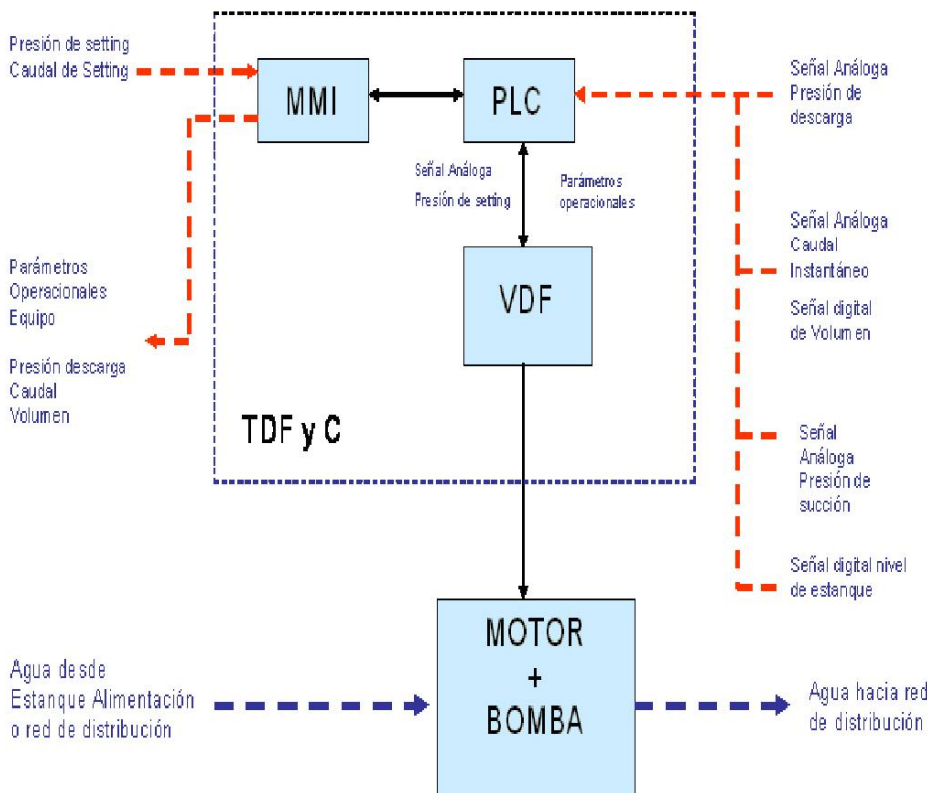 Presión de setting
Caudal de Setting
MMI
PLC
Señal Análoga
Presión de
descarga
Señal Análoga
Presión de setting
Parámetros
operacionales
Señal Análoga
Caudal
Instantáneo
Señal digital
de Volumen
Parámetros
Operacionales
Equipo
Presión descarga
Caudal
Volumen
VDF
TDF y C
Señal
Análoga
Presión de
succión
Señal digital nivel
de estanque
MOTOR
+
BOMBA
Agua desde
Estanque Alimentación
o red de distribución
Agua hacia red
de distribución